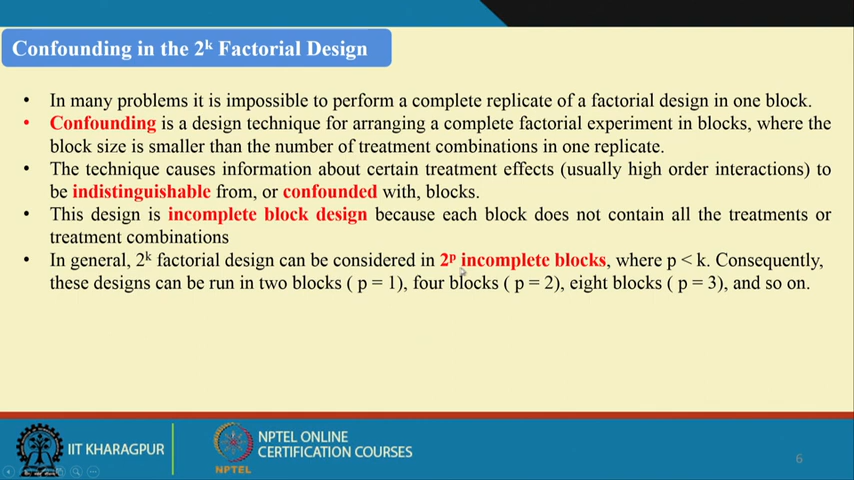 Confounding in the 2ᵏ Factorial Design
• In many problems it is impossible to perform a complete replicate of a factorial design in one block.
• Confounding is a design technique for arranging a complete factorial experiment in blocks, where the
block size is smaller than the number of treatment combinations in one replicate.
• The technique causes information about certain treatment effects (usually high order interactions) to
be indistinguishable from, or confounded with, blocks.
• This design is incomplete block design because each block does not contain all the treatments or
treatment combinations
• In general, 2ᵏ factorial design can be considered in 2ᵖ incomplete blocks, where p < k. Consequently,
these designs can be run in two blocks ( p = 1), four blocks ( p = 2), eight blocks ( p = 3), and so on.
IIT KHARAGPUR
NPTEL
NPTEL ONLINE
CERTIFICATION COURSES
6